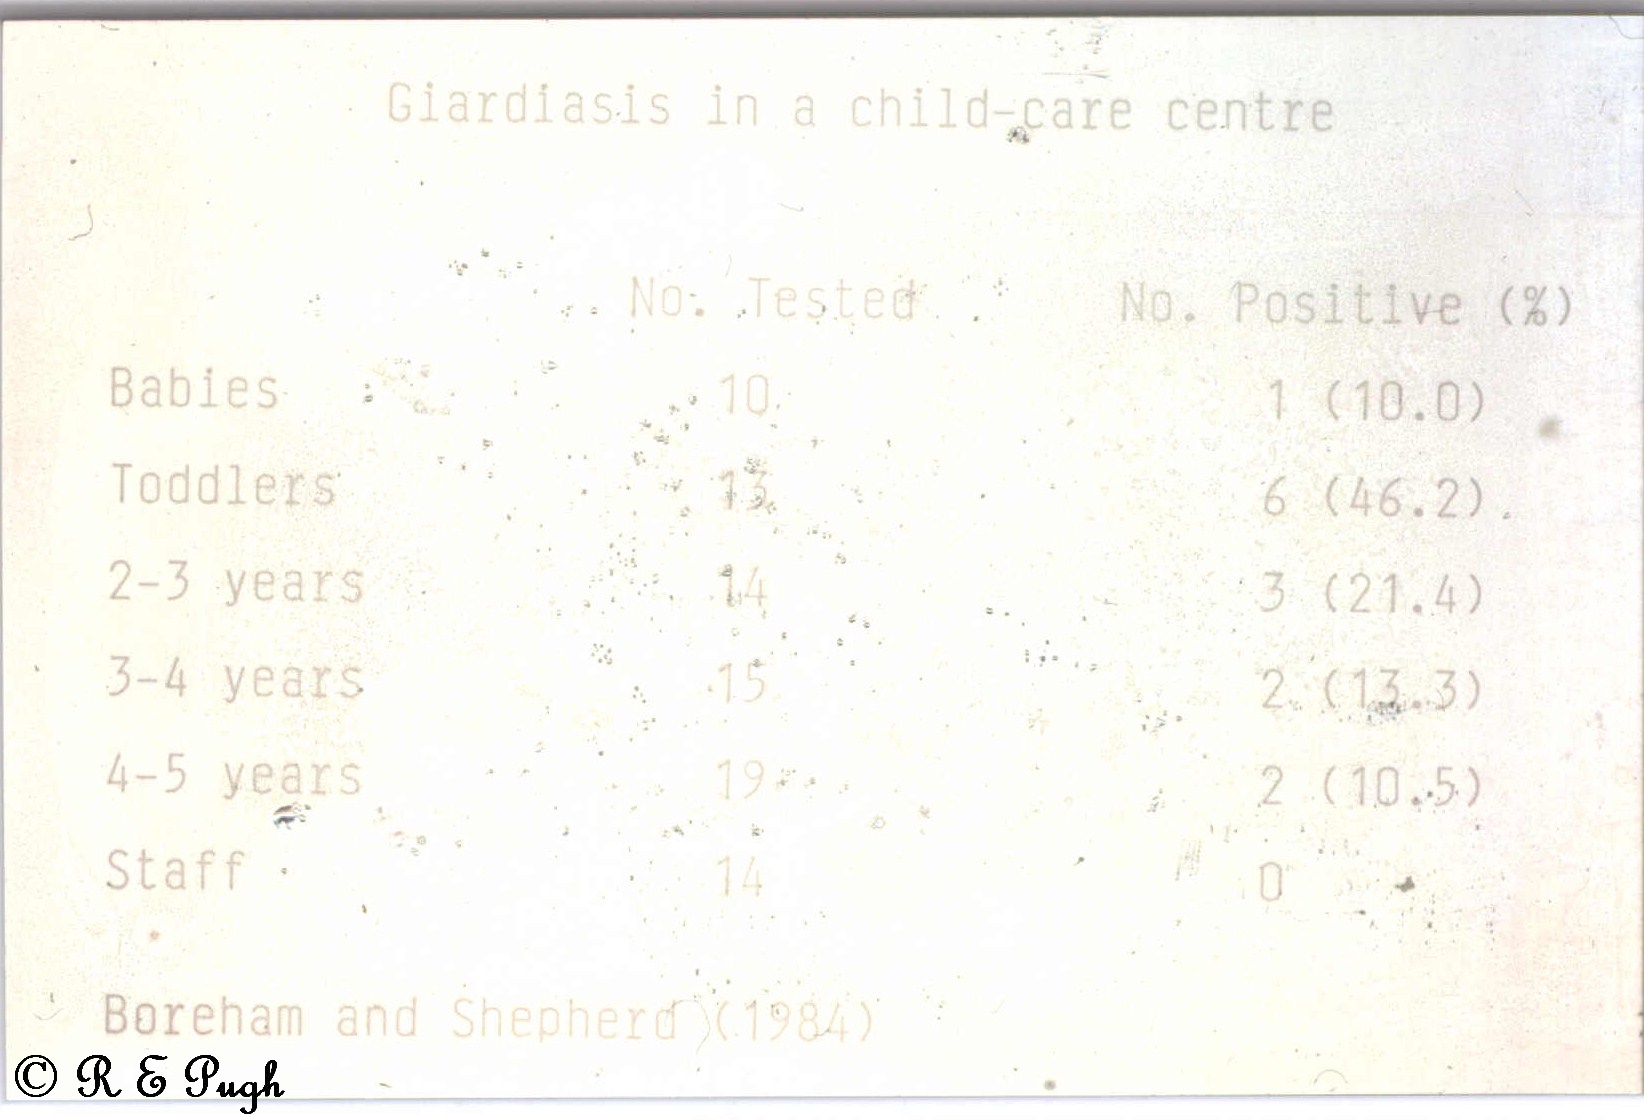 Giardiasis in a child-care centre
No. Tested No. Positive (%)
Babies 10 1 (10.0)
Toddlers 13 6 (46.2)
2-3 years 14 3 (21.4)
3-4 years 15 2 (13.3)
4-5 years 19 2 (10.5)
Staff 14 0
Boreham and Shepherd (1984)
© R E Pugh